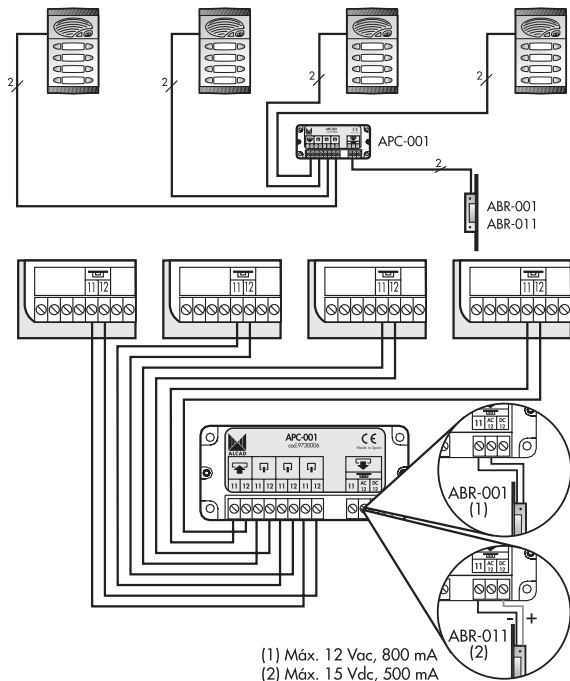 2
2
2
2
APC-001
APC-001
2
ABR-001
ABR-011
11 12
11 12
11 12
11 12
ALCAD
APC-001
cod.9730006
CE
Made in Spain
11 12 11 12 11 12 11 12
11 AC 12 DC 12
11 AC 12 DC 12
ABR-001
(1)
11 AC 12 DC 12
- +
ABR-011
(2)
(1) Máx. 12 Vac, 800 mA
(2) Máx. 15 Vdc, 500 mA